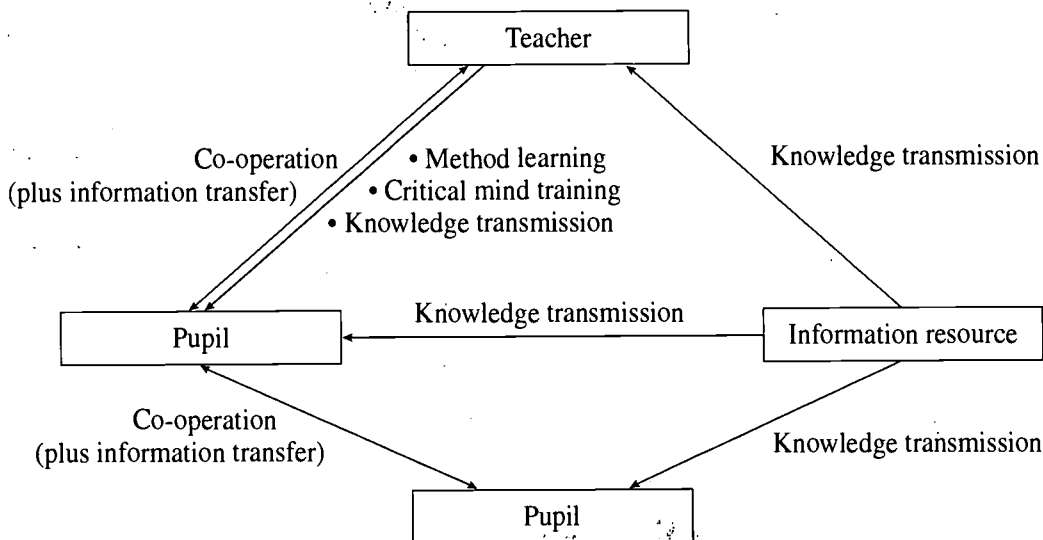 Teacher
Co-operation
(plus information transfer)
• Method learning
• Critical mind training
• Knowledge transmission
Knowledge transmission
Knowledge transmission
Pupil
Information resource
Co-operation
(plus information transfer)
Knowledge transmission
Pupil